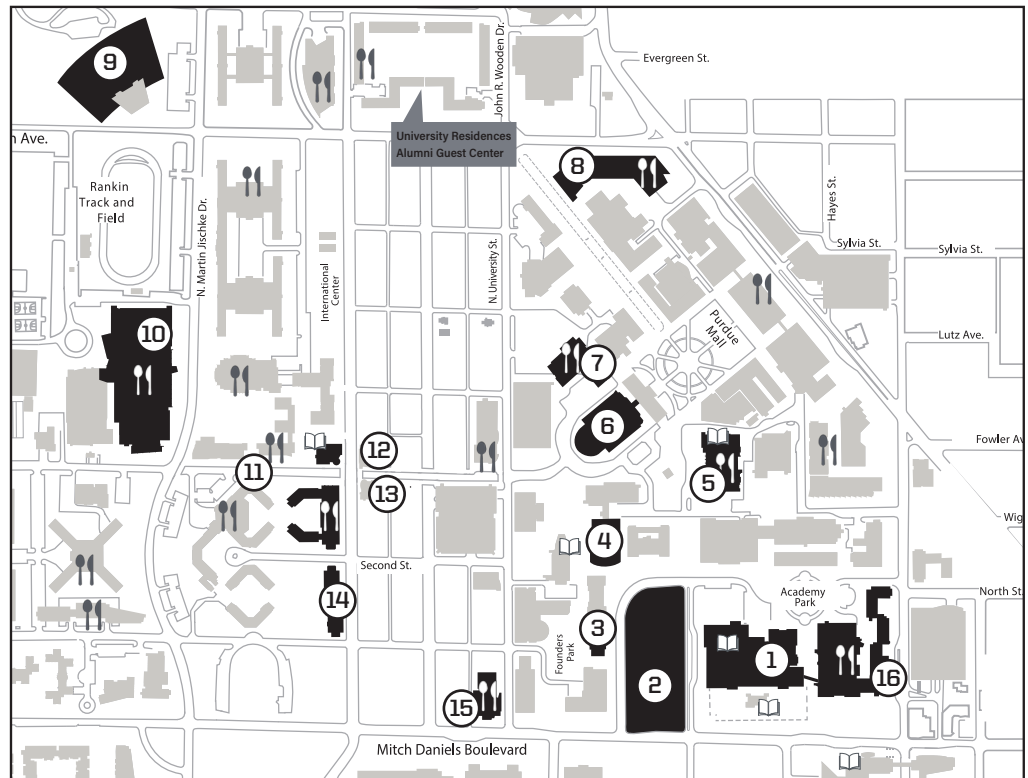 9
Evergreen St.
John R. Wooden Dr.
University Residences
Alumni Guest Center
n Ave.
8
Rankin
Track and
Field
N. Martin Jischke Dr.
International
Center
N. University St.
Hayes St.
Sylvia St.
Sylvia St.
10
Purdue
Mall
Lutz Ave.
7
6
12
Fowler Av
11
5
13
Wig
4
Second St.
14
Academy
Park
North St.
3
Founders
Park
1
2
16
15
Mitch Daniels Boulevard